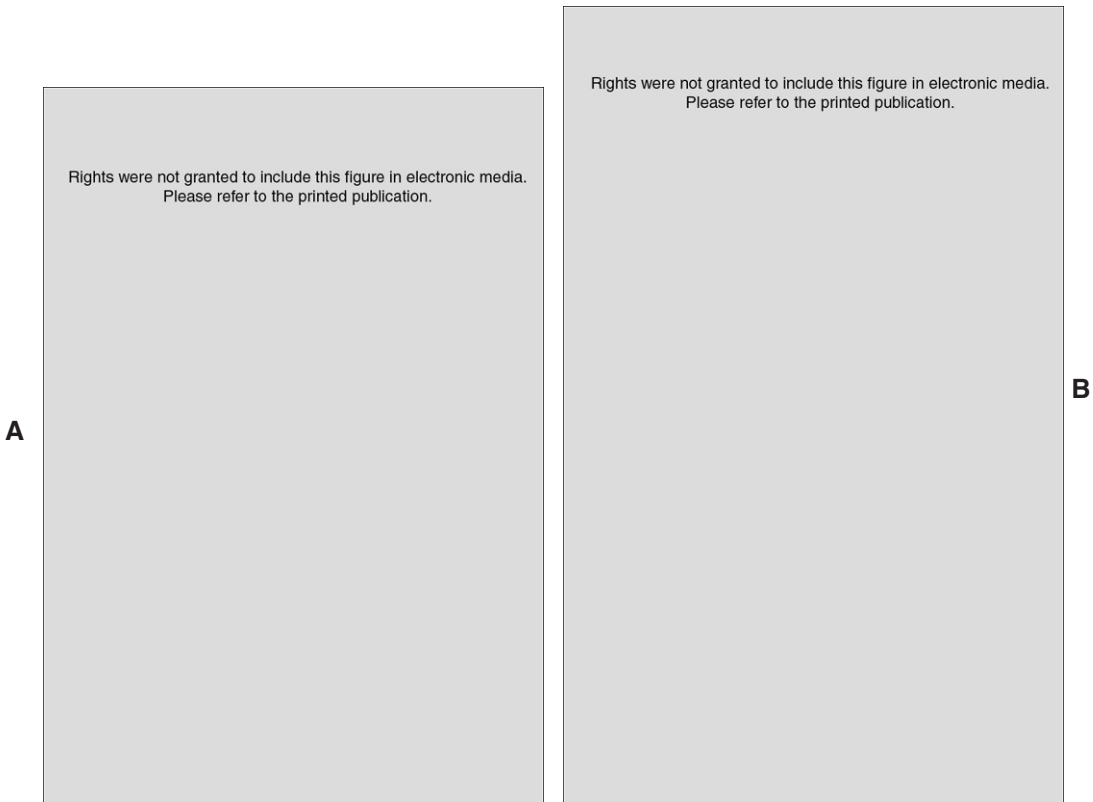 Rights were not granted to include this figure in electronic media.
Please refer to the printed publication.
A
Rights were not granted to include this figure in electronic media.
Please refer to the printed publication.
B